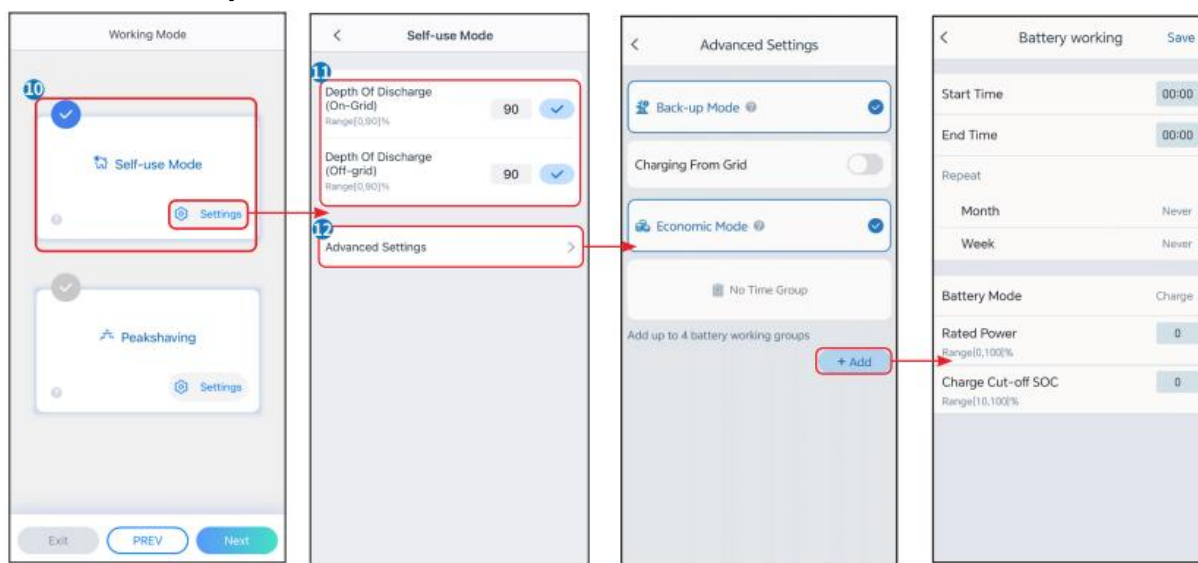 Working Mode
10
Self-use Mode
Settings
Peakshaving
Settings
Exit
PREV
Next
Self-use Mode
11
Depth Of Discharge
(On-Grid)
90
Range[0,90]%
Depth Of Discharge
(Off-grid)
90
Range[0,90]%
12
Advanced Settings
Advanced Settings
Back-up Mode
Charging From Grid
Economic Mode
No Time Group
Add up to 4 battery working groups
+ Add
Battery working
Save
Start Time
00:00
End Time
00:00
Repeat
Month
Never
Week
Never
Battery Mode
Charge
Rated Power
0
Range[0,100]%
Charge Cut-off SOC
0
Range[10,100]%